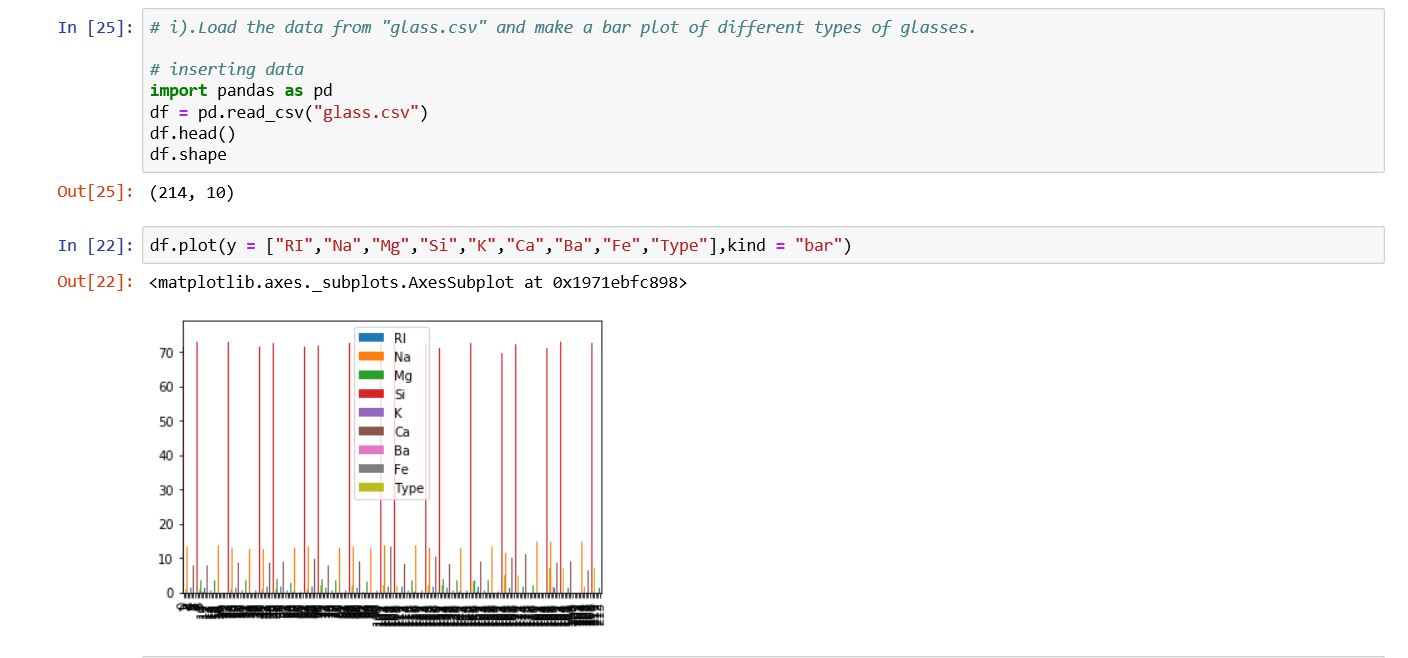 In [25]: # i).Load the data from "glass.csv" and make a bar plot of different types of glasses.
# inserting data
import pandas as pd
df = pd.read_csv("glass.csv")
df.head()
df.shape
Out[25]: (214, 10)
In [22]: df.plot(y = ["RI","Na","Mg","Si","K","Ca","Ba","Fe","Type"],kind = "bar")
Out[22]: <matplotlib.axes._subplots.AxesSubplot at 0x1971ebfc898>
RI
Na
Mg
Si
K
Ca
Ba
Fe
Type
70
60
50
40
30
20
10
0